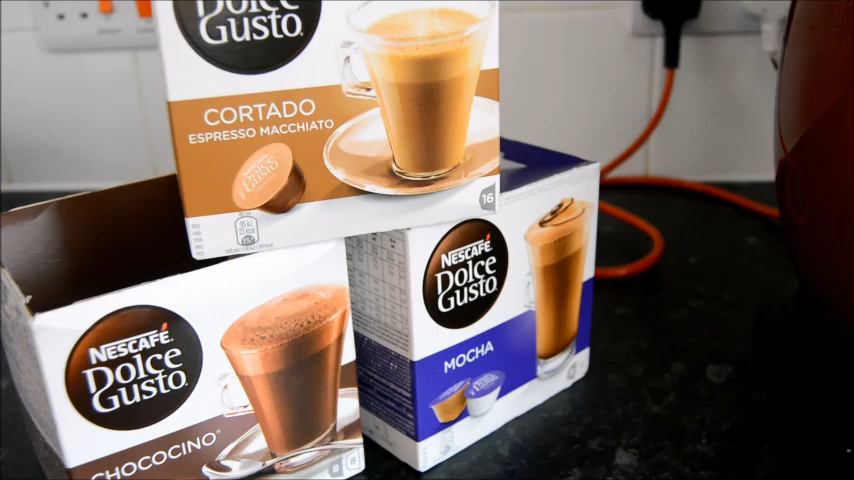 Dolce
Gusto
CORTADO
ESPRESSO MACCHIATO
16
NESCAFÉ
Dolce
Gusto
MOCHA
NESCAFÉ
Dolce
Gusto
CHOCOCINO